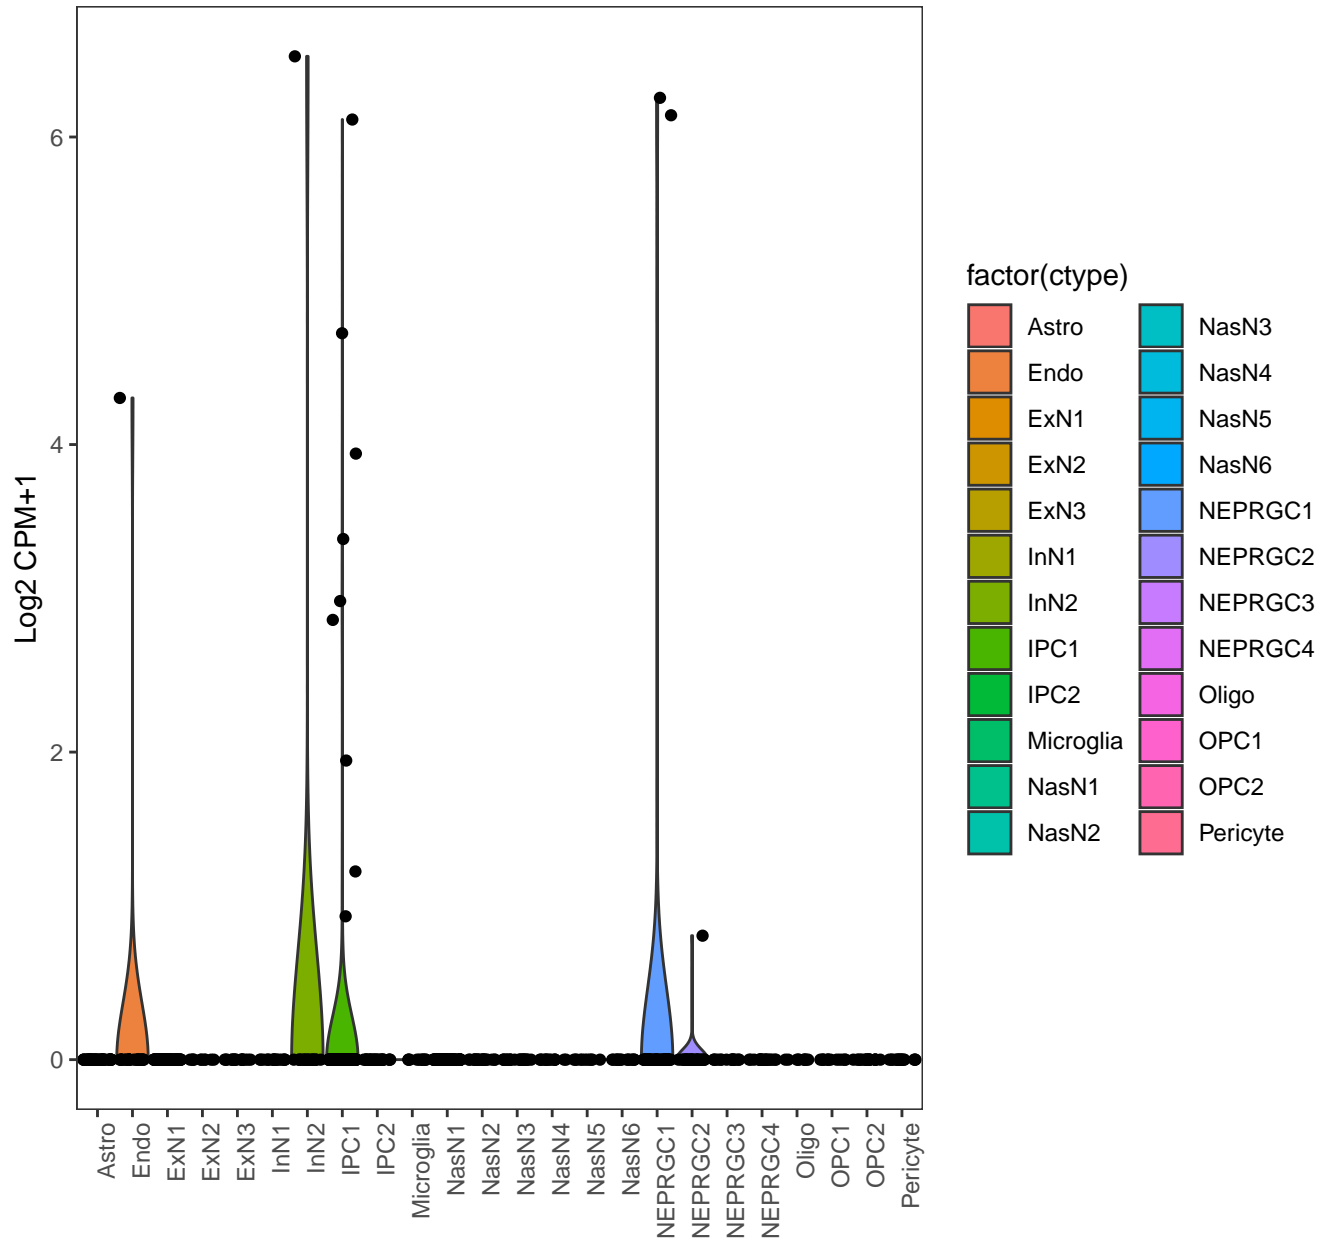 6
4
2
0
Log2 CPM+1
Astro
Endo
ExN1
ExN2
ExN3
InN1
InN2
IPC1
IPC2
Microglia
NasN1
NasN2
NasN3
NasN4
NasN5
NasN6
NEPRGC1
NEPRGC2
NEPRGC3
NEPRGC4
Oligo
OPC1
OPC2
Pericyte
factor(ctype)
Astro
Endo
ExN1
ExN2
ExN3
InN1
InN2
IPC1
IPC2
Microglia
NasN1
NasN2
NasN3
NasN4
NasN5
NasN6
NEPRGC1
NEPRGC2
NEPRGC3
NEPRGC4
Oligo
OPC1
OPC2
Pericyte